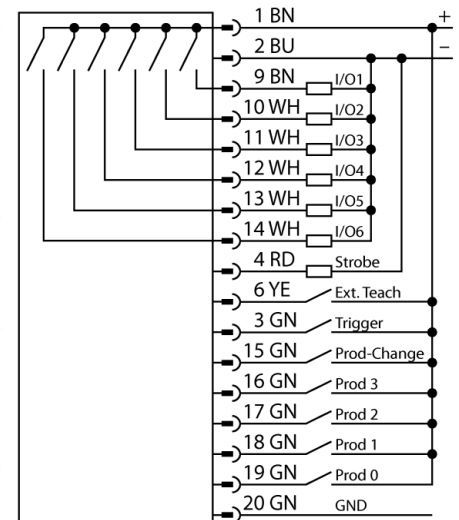 1 BN +
2 BU −
9 BN I/O1
10 WH I/O2
11 WH I/O3
12 WH I/O4
13 WH I/O5
14 WH I/O6
4 RD Strobe
6 YE Ext. Teach
3 GN Trigger
15 GN Prod-Change
16 GN Prod 3
17 GN Prod 2
18 GN Prod 1
19 GN Prod 0
20 GN GND